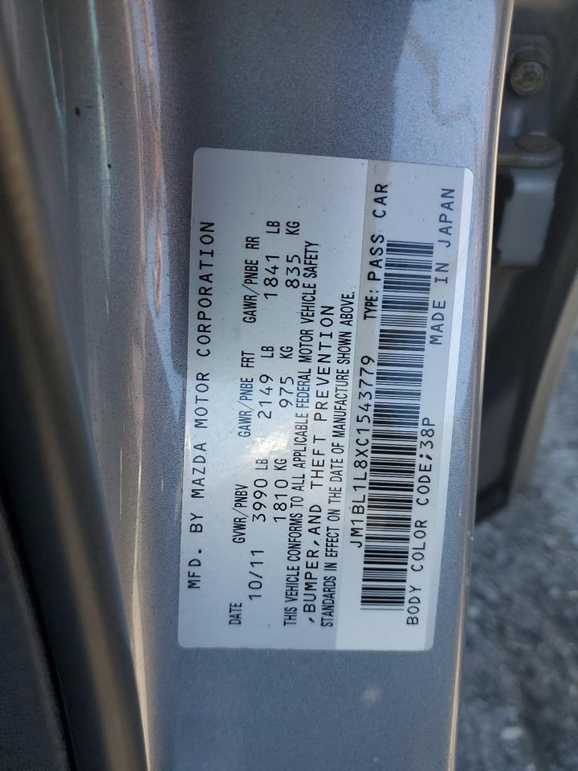 MFD. BY MAZDA MOTOR CORPORATION
DATE GVWR/PNBV GAWR/PNBE FRT GAWR/PNBE RR
10/11 3990 LB 2149 LB 1841 LB
1810 KG 975 KG 835 KG
THIS VEHICLE CONFORMS TO ALL APPLICABLE FEDERAL MOTOR VEHICLE SAFETY
,BUMPER,AND THEFT PREVENTION
STANDARDS IN EFFECT ON THE DATE OF MANUFACTURE SHOWN ABOVE.
JM1BL1L8XC1543779 TYPE: PASS CAR
BODY COLOR CODE;38P MADE IN JAPAN